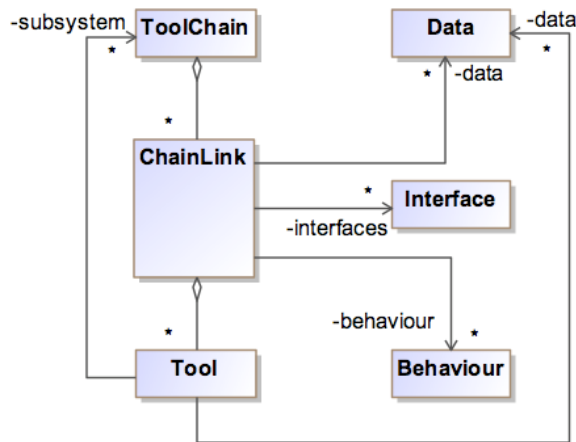 -subsystem
*
ToolChain
Data
-data
*
*
-data
*
ChainLink
*
Interface
-interfaces
*
-behaviour
*
Tool
Behaviour